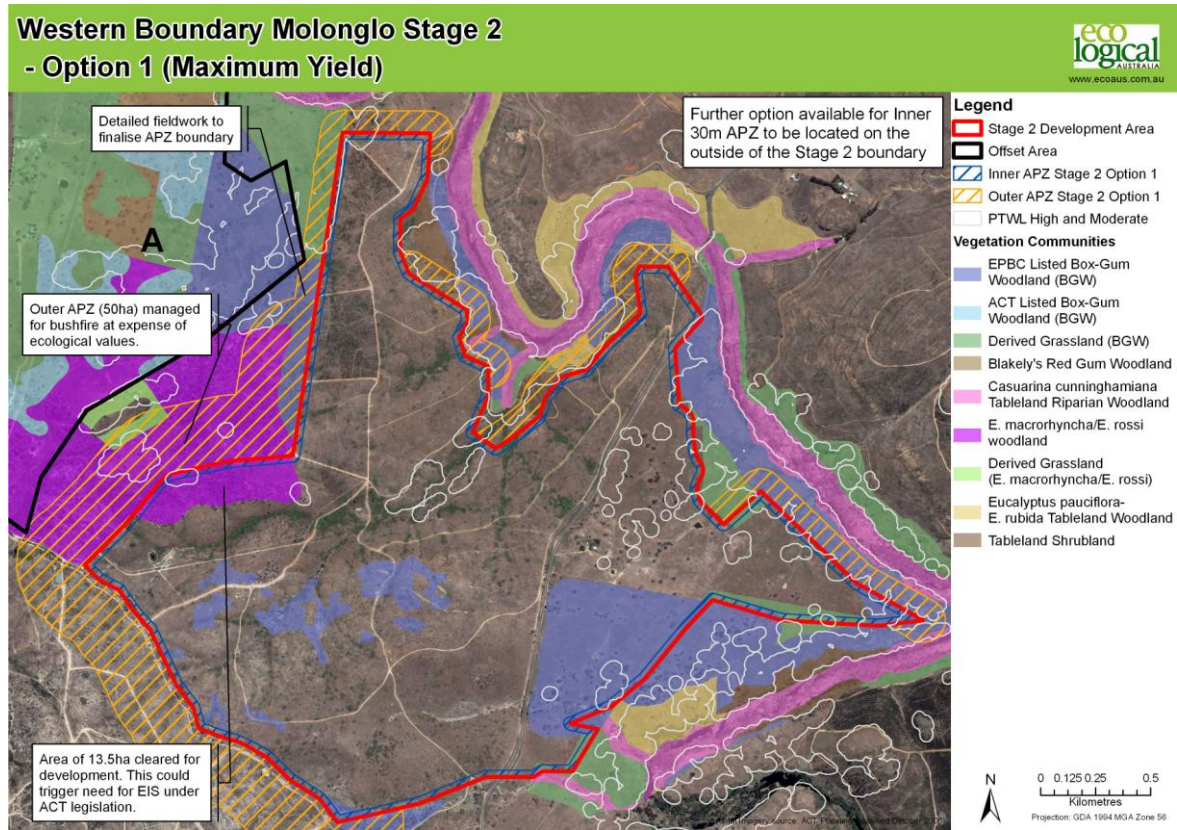 Western Boundary Molonglo Stage 2
- Option 1 (Maximum Yield)
eco
logical
AUSTRALIA
www.ecoaus.com.au
Detailed fieldwork to
finalise APZ boundary
Further option available for Inner
30m APZ to be located on the
outside of the Stage 2 boundary
A
Outer APZ (50ha) managed
for bushfire at expense of
ecological values.
Area of 13.5ha cleared for
development. This could
trigger need for EIS under
ACT legislation.
Legend
Stage 2 Development Area
Offset Area
Inner APZ Stage 2 Option 1
Outer APZ Stage 2 Option 1
PTWL High and Moderate
Vegetation Communities
EPBC Listed Box-Gum
Woodland (BGW)
ACT Listed Box-Gum
Woodland (BGW)
Derived Grassland (BGW)
Blakely's Red Gum Woodland
Casuarina cunninghamiana
Tableland Riparian Woodland
E. macrorhyncha/E. rossi
woodland
Derived Grassland
(E. macrorhyncha/E. rossi)
Eucalyptus pauciflora-
E. rubida Tableland Woodland
Tableland Shrubland
N
0 0.125 0.25 0.5
Kilometres
Projection: GDA 1994 MGA Zone 56
Imagery source: ACT Planning October